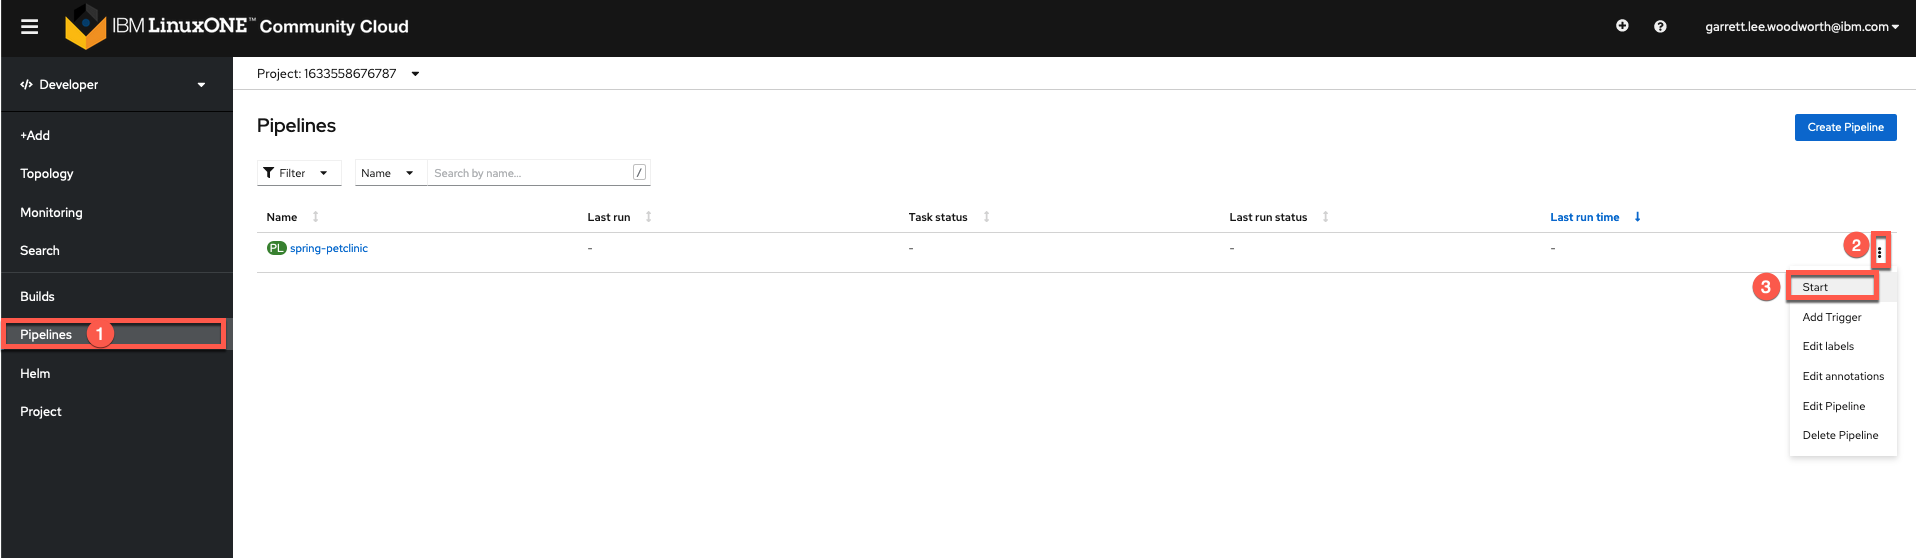 IBM LinuxONE™ Community Cloud
garrett.lee.woodworth@ibm.com
</> Developer
Project: 1633558676787
+Add
Topology
Monitoring
Search
Builds
Pipelines 1
Helm
Project
Pipelines
Create Pipeline
Filter Name Search by name... /
Name Last run Task status Last run status Last run time
PL spring-petclinic - - - - 2
3 Start
Add Trigger
Edit labels
Edit annotations
Edit Pipeline
Delete Pipeline